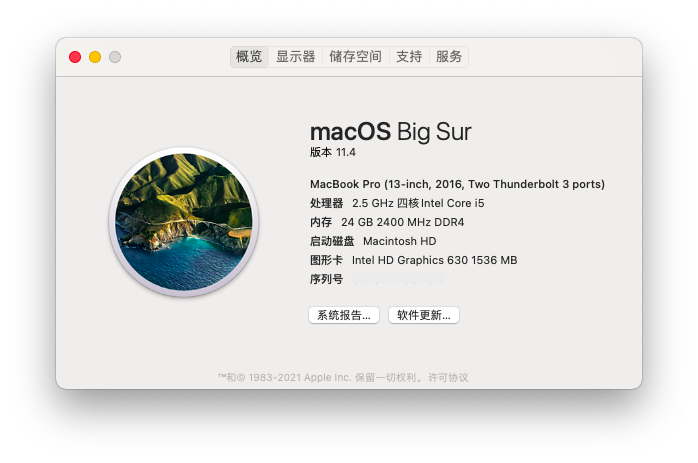 概览 显示器 储存空间 支持 服务
macOS Big Sur
版本 11.4
MacBook Pro (13-inch, 2016, Two Thunderbolt 3 ports)
处理器 2.5 GHz 四核Intel Core i5
内存 24 GB 2400 MHz DDR4
启动磁盘 Macintosh HD
图形卡 Intel HD Graphics 630 1536 MB
序列号
系统报告... 软件更新...
™和© 1983-2021 Apple Inc. 保留一切权利。许可协议